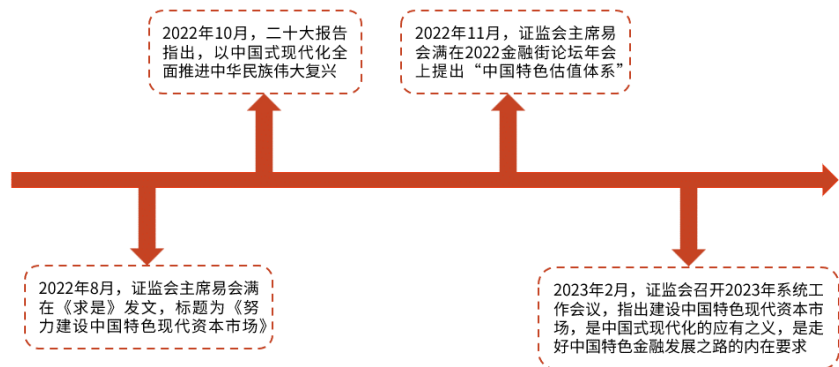 2022年10月，二十大报告
指出，以中国式现代化全
面推进中华民族伟大复兴
2022年11月，证监会主席易
会满在2022金融街论坛年会
上提出“中国特色估值体系”
2022年8月，证监会主席易会满
在《求是》发文，标题为《努
力建设中国特色现代资本市场》
2023年2月，证监会召开2023年系统工
作会议，指出建设中国特色现代资本市
场，是中国式现代化的应有之义，是走
好中国特色金融发展之路的内在要求